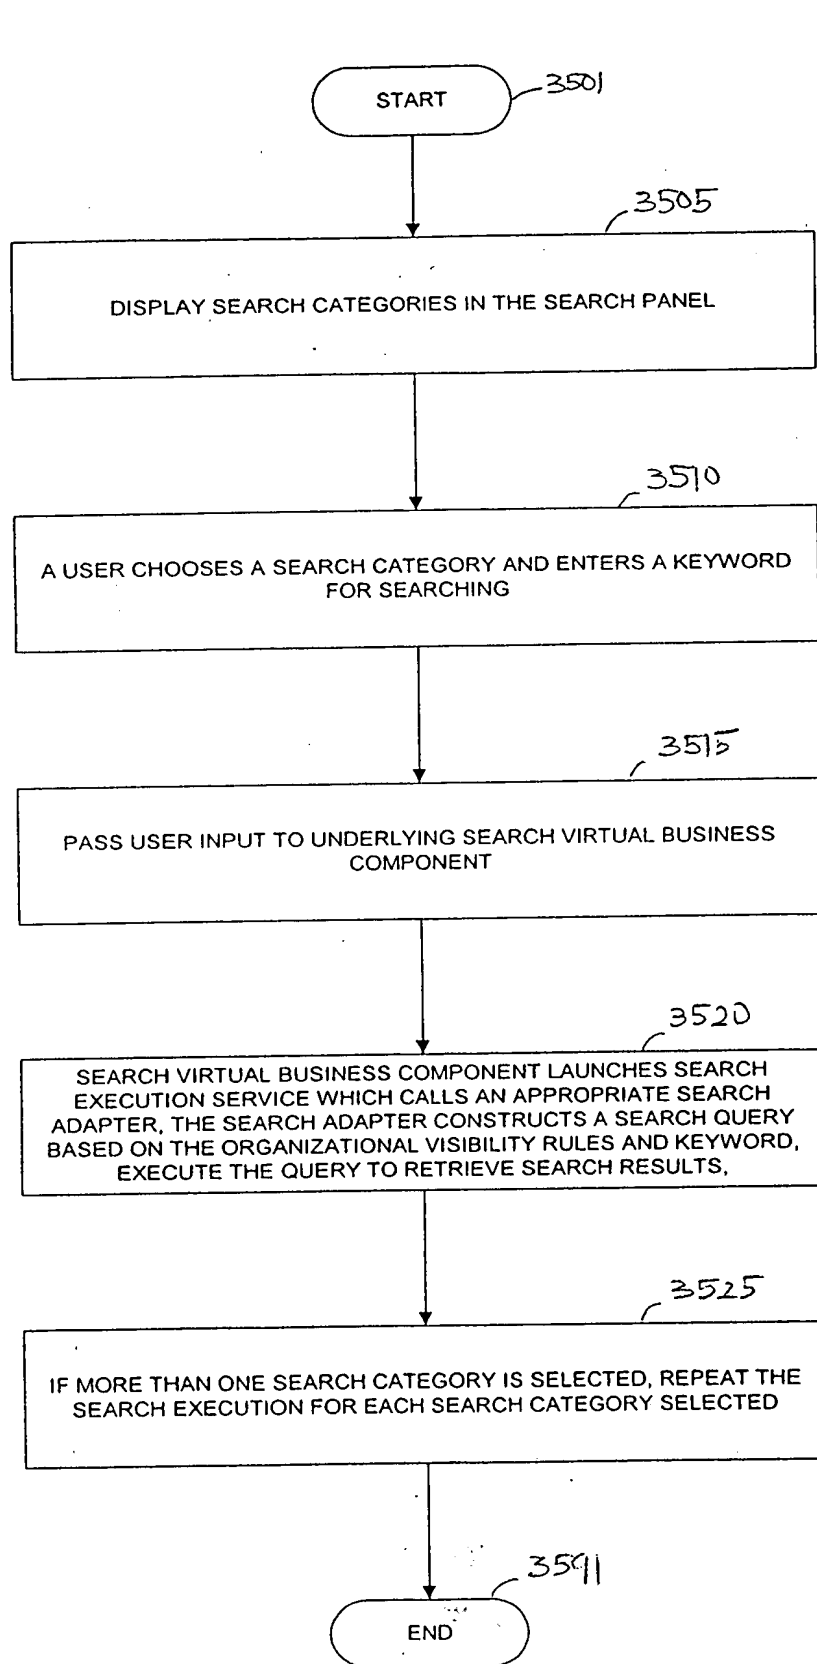 START
3501
3505
DISPLAY SEARCH CATEGORIES IN THE SEARCH PANEL
3510
A USER CHOOSES A SEARCH CATEGORY AND ENTERS A KEYWORD
FOR SEARCHING
3515
PASS USER INPUT TO UNDERLYING SEARCH VIRTUAL BUSINESS
COMPONENT
3520
SEARCH VIRTUAL BUSINESS COMPONENT LAUNCHES SEARCH
EXECUTION SERVICE WHICH CALLS AN APPROPRIATE SEARCH
ADAPTER, THE SEARCH ADAPTER CONSTRUCTS A SEARCH QUERY
BASED ON THE ORGANIZATIONAL VISIBILITY RULES AND KEYWORD,
EXECUTE THE QUERY TO RETRIEVE SEARCH RESULTS,
3525
IF MORE THAN ONE SEARCH CATEGORY IS SELECTED, REPEAT THE
SEARCH EXECUTION FOR EACH SEARCH CATEGORY SELECTED
3591
END